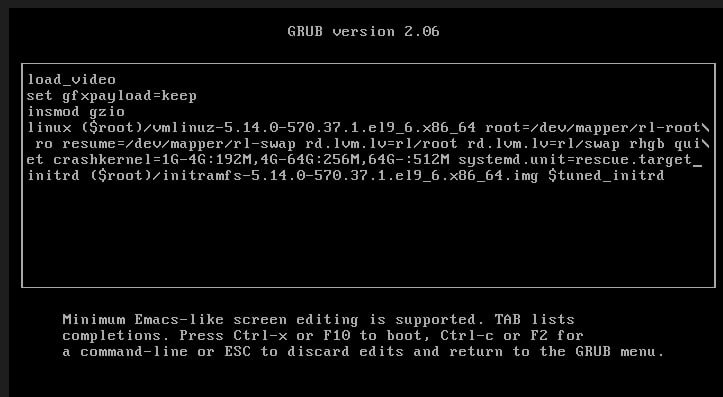 GRUB version 2.06
load_video
set gfxpayload=keep
insmod gzio
linux ($root)/vmlinuz-5.14.0-570.37.1.el9_6.x86_64 root=/dev/mapper/rl-root\
 ro resume=/dev/mapper/rl-swap rd.lvm.lv=rl/root rd.lvm.lv=rl/swap rhgb qui\
et crashkernel=1G-4G:192M,4G-64G:256M,64G-:512M systemd.unit=rescue.target_
initrd ($root)/initramfs-5.14.0-570.37.1.el9_6.x86_64.img $tuned_initrd
Minimum Emacs-like screen editing is supported. TAB lists
completions. Press Ctrl-x or F10 to boot, Ctrl-c or F2 for
a command-line or ESC to discard edits and return to the GRUB menu.